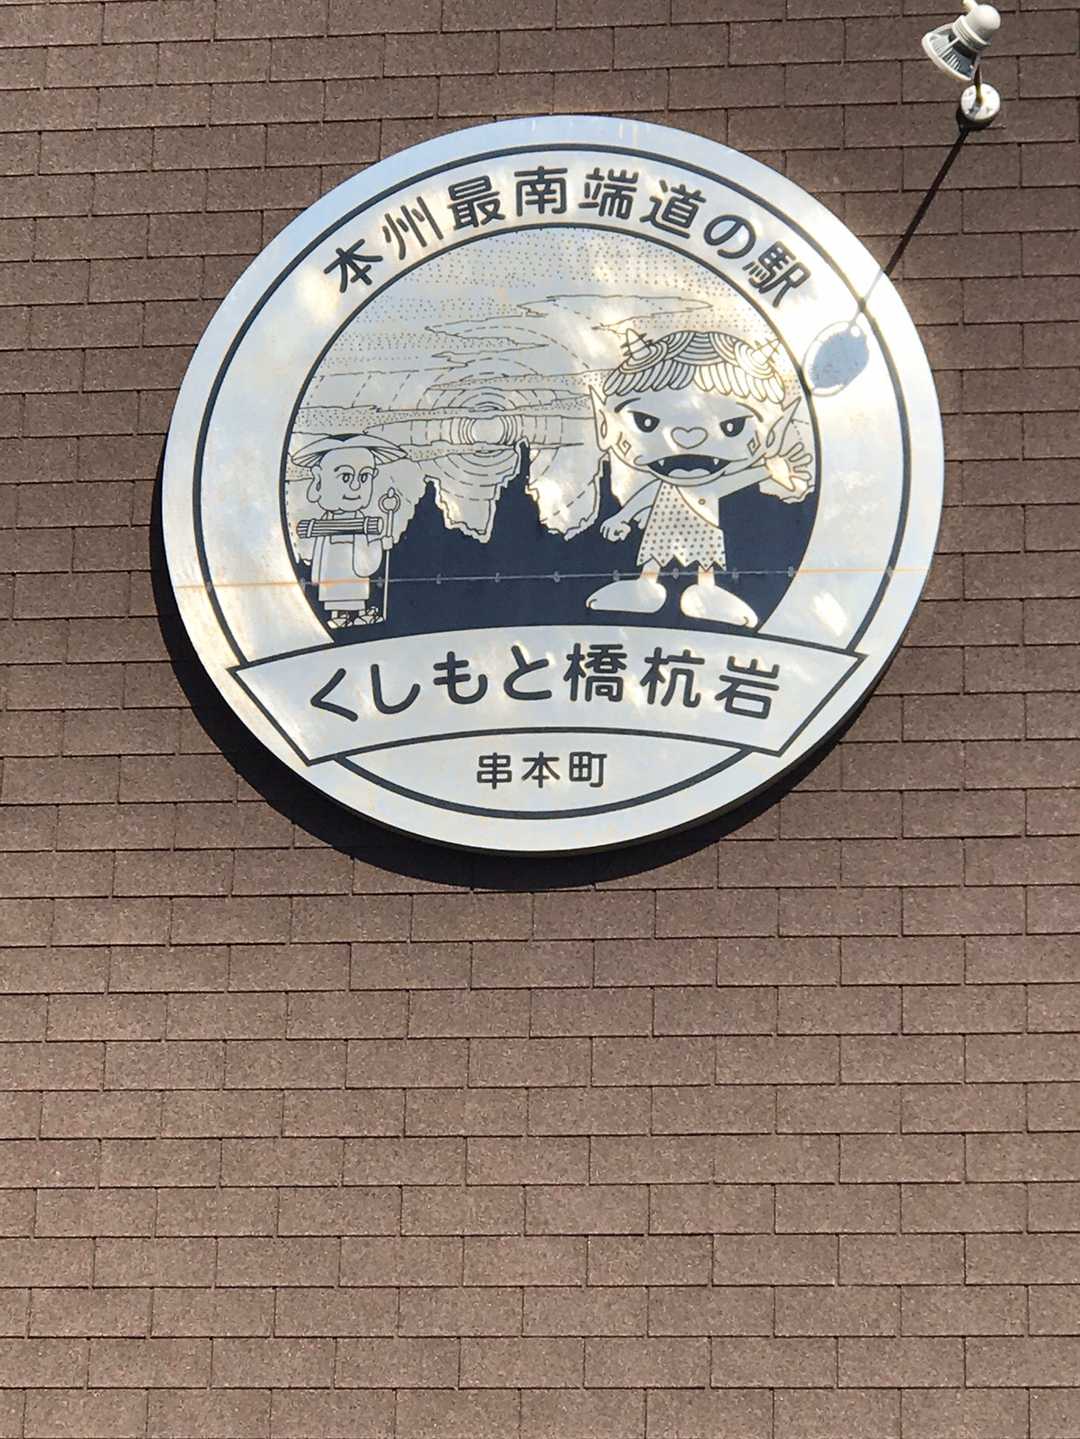 本州最南端道の駅
くしもと橋杭岩
串本町